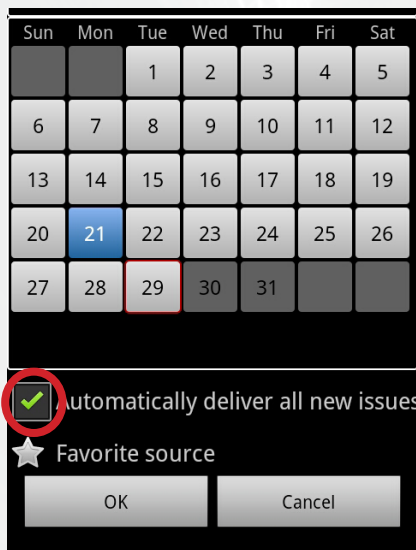 Sun Mon Tue Wed Thu Fri Sat
1 2 3 4 5
6 7 8 9 10 11 12
13 14 15 16 17 18 19
20 21 22 23 24 25 26
27 28 29 30 31
Automatically deliver all new issues
Favorite source
OK Cancel